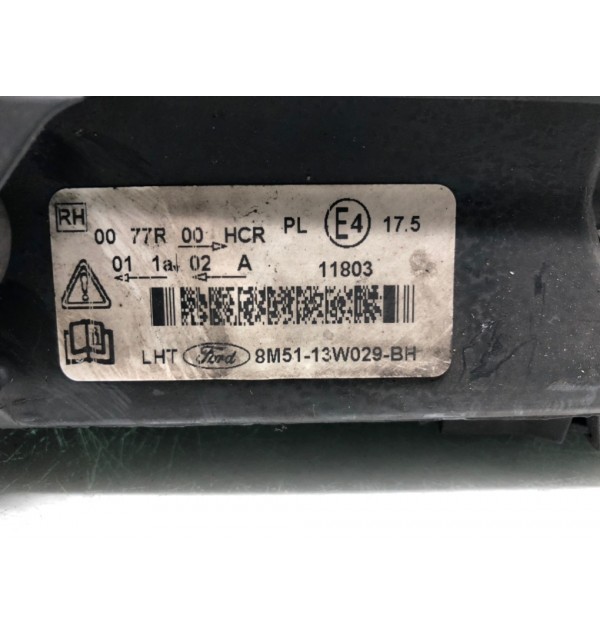 RH
00 77R 00 HCR PL E4 17.5
01 1a 02 A 11803
LHT Ford 8M51-13W029-BH